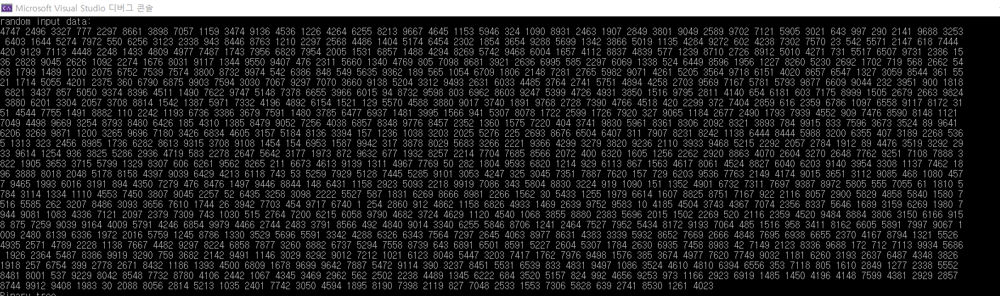 Microsoft Visual Studio 디버그 콘솔
random input data:
4747 2496 3327 777 2297 8661 3898 7057 1159 3474 9136 4536 1226 4264 6255 8213 9667 4645 1153 5946 324 1090 8931 2463 1907 2849 3801 9049 2589 9702 7121 5905 3021 643 997 290 2141 9688 3253
6403 1644 5274 7972 550 6256 3123 2338 943 8446 8763 1210 2297 2568 4486 1404 5174 6454 2302 1854 3654 9288 5699 1342 3866 5019 1135 4284 9272 602 4238 7302 7570 23 542 5571 2147 618 7444
420 9129 7113 4448 2248 1433 4809 4977 7487 1743 7956 6828 7954 2005 1531 6857 1488 4294 8269 5742 9468 6004 1657 4112 8837 4839 577 1239 8710 2726 8912 5010 4271 731 5517 6507 9731 2386 15
36 2828 9045 2626 1092 2274 1676 8031 9117 1344 9550 9407 476 2311 5660 1340 4769 805 7098 8681 3921 2636 6995 585 2297 6069 1338 524 6449 8596 1956 1227 8260 5230 2692 1702 719 568 2662 54
68 1799 1489 1200 2075 6752 7539 7574 3800 8732 9974 542 6386 848 549 5635 9362 189 565 1054 6709 1806 2148 7281 2765 5982 9071 4261 5205 3564 9718 6151 4020 8657 6547 1327 3059 8544 361 55
21 1714 5055 4201 2375 360 6790 6875 9903 7594 3030 7067 9297 7070 3660 9138 5204 3312 9493 2631 6033 4485 3764 2741 5751 4894 4258 2703 9569 7167 5781 5793 9877 6609 9044 232 3951 900 1818
6821 3437 857 5050 9374 8396 4511 1490 7622 9747 5148 7378 6655 3966 6015 94 8732 9598 803 6962 8603 9247 5399 4726 4931 3850 1516 9795 2811 4140 654 6181 603 7175 8999 1505 2679 2663 9824
3880 6201 3304 2057 3708 8814 1542 1387 5971 7332 4196 4892 6154 1521 129 5570 4588 3880 9017 3740 1891 9768 2728 7390 4766 4518 420 2299 372 7404 2859 616 2359 6786 1097 6558 9117 8172 31
51 4544 7755 1491 8882 110 2242 1193 6736 3386 3679 7591 1480 3785 6477 6937 1481 3995 1566 941 5307 8078 1722 2599 1726 7920 327 9065 1184 2677 2490 1793 7939 4552 909 7476 8590 8148 1121
7049 4498 9669 3254 8793 8480 6426 185 4310 1385 8479 9052 7256 4038 6857 8348 9776 8457 2352 1360 1575 7220 404 3741 9830 5961 8361 8306 2092 8321 3893 784 9915 833 7596 3673 3524 89 9641
6206 3269 9871 1200 3265 9696 7180 3426 6834 4605 3157 5184 8136 3394 157 1236 1038 3203 2025 5276 225 2693 8676 6504 6407 311 7907 8231 8242 1138 6444 8444 5988 3200 6355 407 3189 2268 536
5 1313 323 2456 8985 1736 6282 8613 9315 3708 9108 1454 154 6953 1587 9942 317 3878 8029 5683 3266 2221 9366 4299 3279 3820 9236 2110 3933 9468 5215 2292 2057 2784 1912 89 4476 3519 3292 29
33 9614 1254 936 3825 5286 2936 4719 583 2278 2647 5642 3177 1973 872 9632 677 1932 8257 2214 7704 7685 8566 2072 400 6320 1605 1256 2262 2920 8863 4070 2604 3270 2648 7762 9251 7108 7888 3
822 1905 3653 3715 5799 1329 8307 606 6261 9562 8265 211 6673 4613 9139 1311 4967 7769 50 282 1804 9593 6820 1214 929 6113 867 1563 4617 8061 4524 8827 6040 6203 9140 3954 3308 1137 7462 18
96 3888 8018 2048 5178 8158 4397 9039 6429 4213 6118 743 53 5259 7929 5128 7445 5285 9101 3053 4247 325 3045 7351 7887 7620 157 729 6203 9536 7763 2149 4174 9015 3651 3112 9085 468 1080 457
7 9465 1993 6016 3191 894 4350 7279 476 8476 1497 9446 8844 148 6431 1158 2923 5093 2218 9919 7086 343 5804 8830 3224 919 1090 151 1352 4901 6732 7311 7697 9387 8972 5805 555 7055 61 1810 5
784 3114 1334 1110 4553 7450 3807 9045 2257 52 6435 3258 3098 2222 5527 587 1831 6269 8666 8981 2266 1562 30 5433 1255 1979 6614 1607 8825 8751 7167 922 2116 8057 2900 5829 4858 5840 1580 7
516 5585 262 3207 8486 3093 3656 7610 1744 26 3942 7703 454 9717 6740 1 254 2860 912 4862 1158 6826 4933 1469 2639 9752 9583 10 4185 4504 3743 4367 7074 2356 8337 5646 1689 3159 6269 1980 7
944 9081 1083 4336 7121 2097 2379 7309 743 1030 515 2764 7200 6215 6058 9790 4682 3724 4629 1120 4540 1068 3855 8880 2383 5696 2015 1502 2269 520 2116 2359 4520 9484 8884 3806 3150 6166 915
8 875 7259 9039 9164 4009 5791 4246 6854 9979 4466 2744 2483 3791 8566 492 4840 9014 3340 6255 5846 8706 1241 2464 7527 7952 5434 8172 9193 7064 485 1516 958 3411 8162 6605 5891 7997 9067 1
009 2480 8139 6336 1972 2016 5759 1245 8786 1330 3529 5696 5591 3342 4288 6326 6343 7564 7297 2645 4063 8977 8631 4383 3339 5932 8652 7669 2666 4848 7695 6938 6655 2370 4167 8794 1321 5526
4935 2571 4789 2228 1138 7667 4482 9297 8224 6858 7877 3260 8882 6737 5294 7558 8739 643 6891 6501 8591 5227 2604 5307 1784 2630 6935 7458 8983 42 7149 2123 8336 9688 172 712 7113 9934 5686
1926 2364 5487 8386 9919 3290 759 3682 2142 9491 1146 3029 8292 9012 7212 1021 6123 8048 5447 3203 7417 1762 7976 9498 1576 385 3674 4977 7620 7749 9032 1181 6260 3193 2637 6487 4348 3826
1918 257 6754 399 2778 2671 8432 1186 1393 4500 6809 1678 9699 9642 7887 5472 9114 390 3237 8451 5531 6539 833 4831 9497 1086 3524 4610 4810 6394 6556 353 7118 805 1610 2849 1277 2338 5552
8481 8001 537 9229 8042 8548 7732 8780 4106 2442 1067 4345 3469 2962 562 2502 2238 4489 1345 6222 684 3520 5157 824 992 4656 9253 973 1166 2923 6919 1485 1450 4196 4148 7599 4381 2929 2857
8744 9912 9408 1983 30 2088 8056 2814 5213 1035 2401 7742 3050 4594 1895 8190 7398 2119 827 7048 2533 1553 7306 5828 639 2741 8530 1261 4023
Binary tree